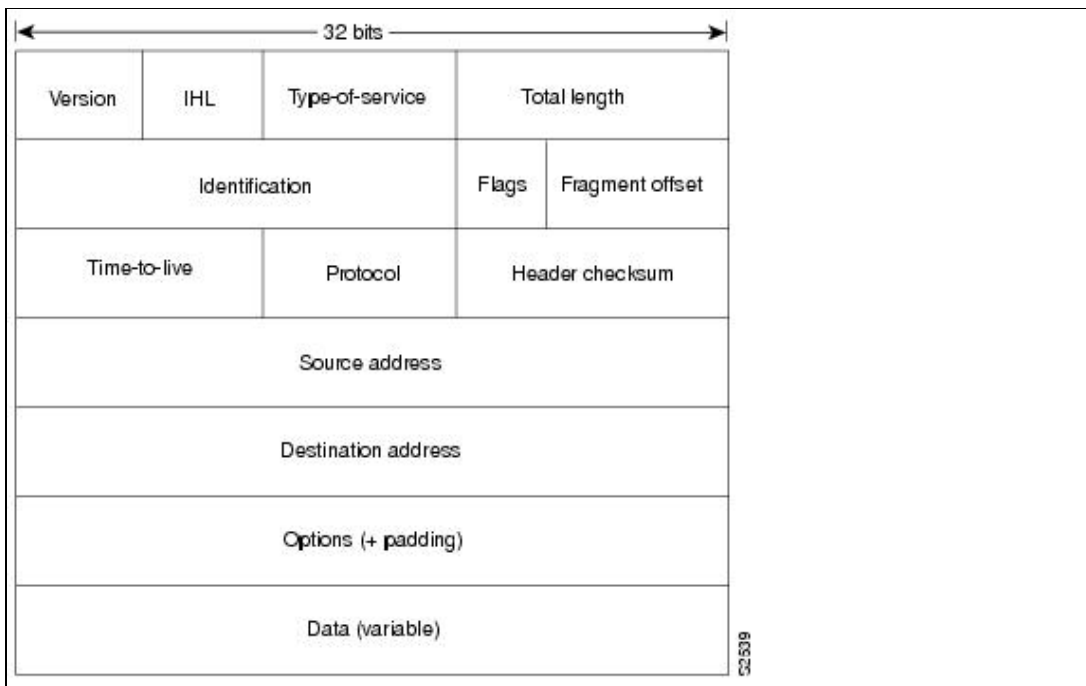 32 bits
Version IHL Type-of-service Total length
Identification Flags Fragment offset
Time-to-live Protocol Header checksum
Source address
Destination address
Options (+ padding)
Data (variable)
S2539